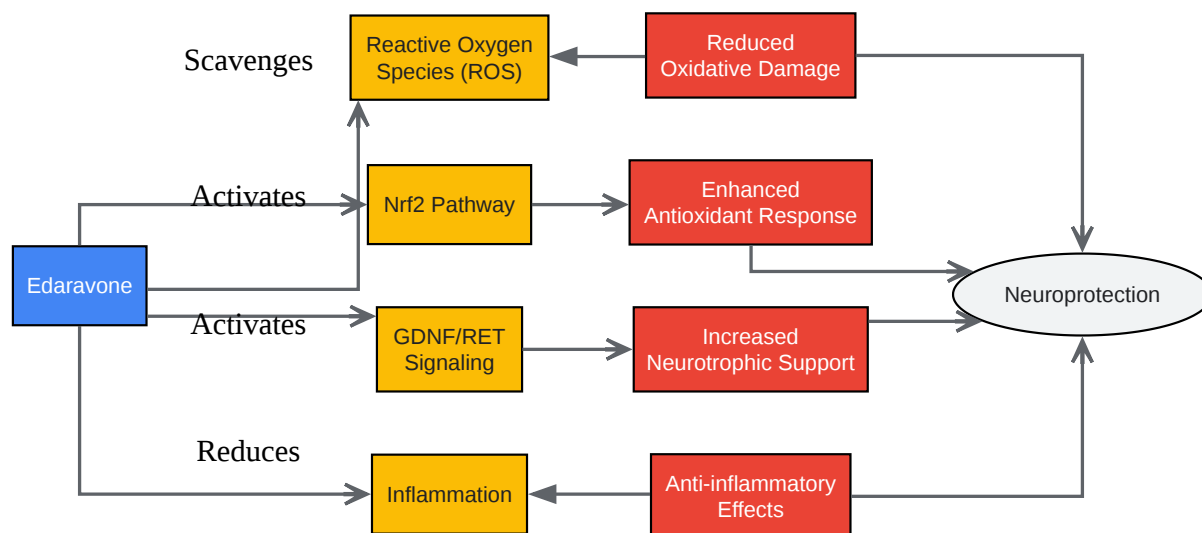 Scavenges
Reactive Oxygen
Species (ROS)
Reduced
Oxidative Damage
Activates
Nrf2 Pathway
Enhanced
Antioxidant Response
Edaravone
Neuroprotection
Activates
GDNF/RET
Signaling
Increased
Neurotrophic Support
Reduces
Inflammation
Anti-inflammatory
Effects